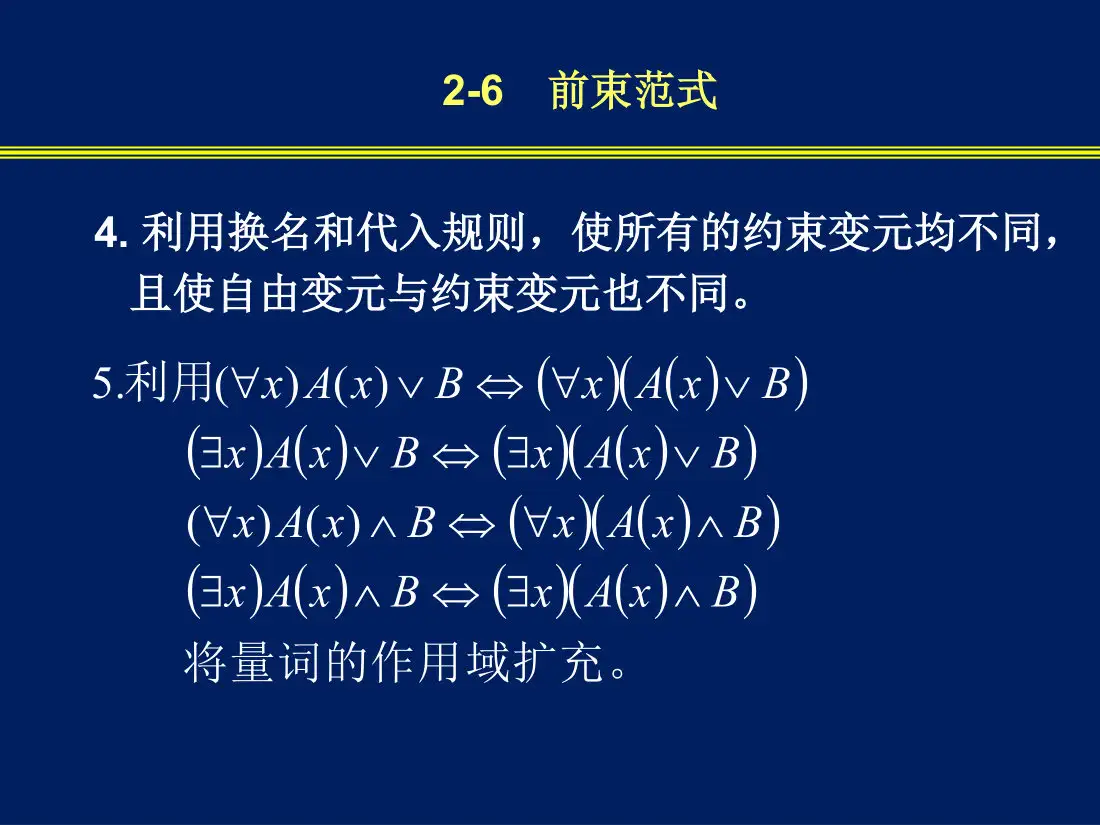 2-6 前束范式
4. 利用换名和代入规则，使所有的约束变元均不同，
且使自由变元与约束变元也不同。
5.利用(∀x)A(x)∨B⇔(∀x)(A(x)∨B)
(∃x)A(x)∨B⇔(∃x)(A(x)∨B)
(∀x)A(x)∧B⇔(∀x)(A(x)∧B)
(∃x)A(x)∧B⇔(∃x)(A(x)∧B)
将量词的作用域扩充。